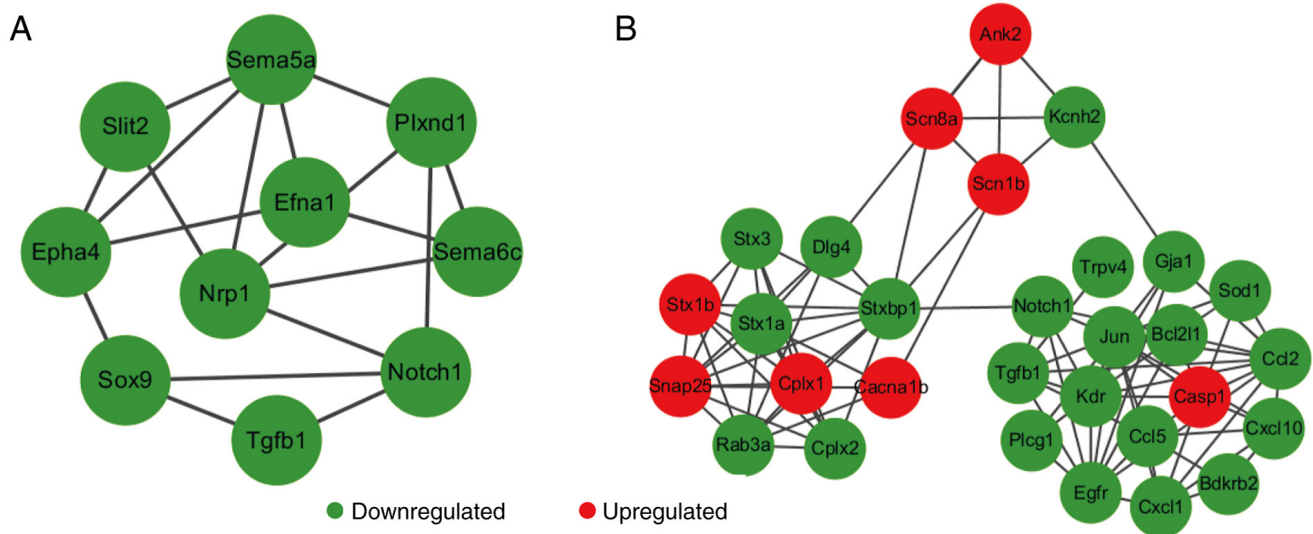 A
B
Sema5a
Slit2
Plxnd1
Efna1
Epha4
Sema6c
Nrp1
Sox9
Notch1
Tgfb1
Ank2
Scn8a
Kcnh2
Scn1b
Stx3
Dlg4
Stx1b
Stx1a
Stxbp1
Snap25
Cplx1
Cacna1b
Rab3a
Cplx2
Trpv4
Gja1
Sod1
Notch1
Jun
Bcl2l1
Ccl2
Tgfb1
Kdr
Casp1
Plcg1
Ccl5
Cxcl10
Egfr
Cxcl1
Bdkrb2
Downregulated
Upregulated